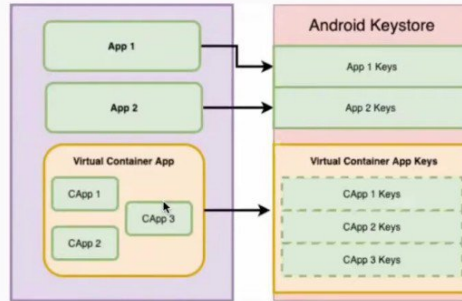 App 1
App 2
Virtual Container App
CApp 1
CApp 3
CApp 2
Android Keystore
App 1 Keys
App 2 Keys
Virtual Container App Keys
CApp 1 Keys
CApp 2 Keys
CApp 3 Keys